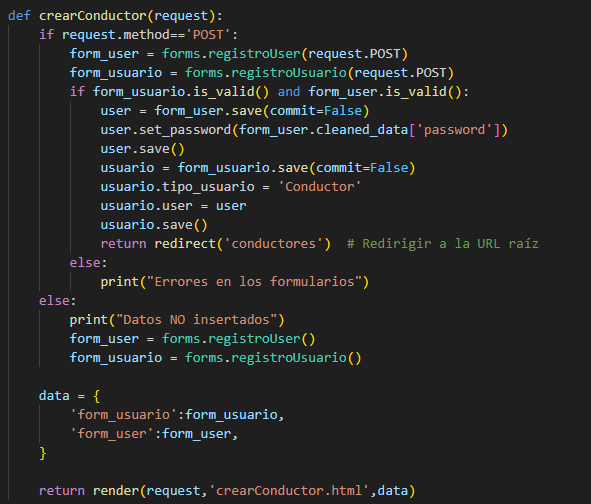 def crearConductor(request):
    if request.method=='POST':
        form_user = forms.registroUser(request.POST)
        form_usuario = forms.registroUsuario(request.POST)
        if form_usuario.is_valid() and form_user.is_valid():
            user = form_user.save(commit=False)
            user.set_password(form_user.cleaned_data['password'])
            user.save()
            usuario = form_usuario.save(commit=False)
            usuario.tipo_usuario = 'Conductor'
            usuario.user = user
            usuario.save()
            return redirect('conductores')  # Redirigir a la URL raíz
        else:
            print("Errores en los formularios")
    else:
        print("Datos NO insertados")
        form_user = forms.registroUser()
        form_usuario = forms.registroUsuario()

    data = {
        'form_usuario':form_usuario,
        'form_user':form_user,
    }

    return render(request,'crearConductor.html',data)